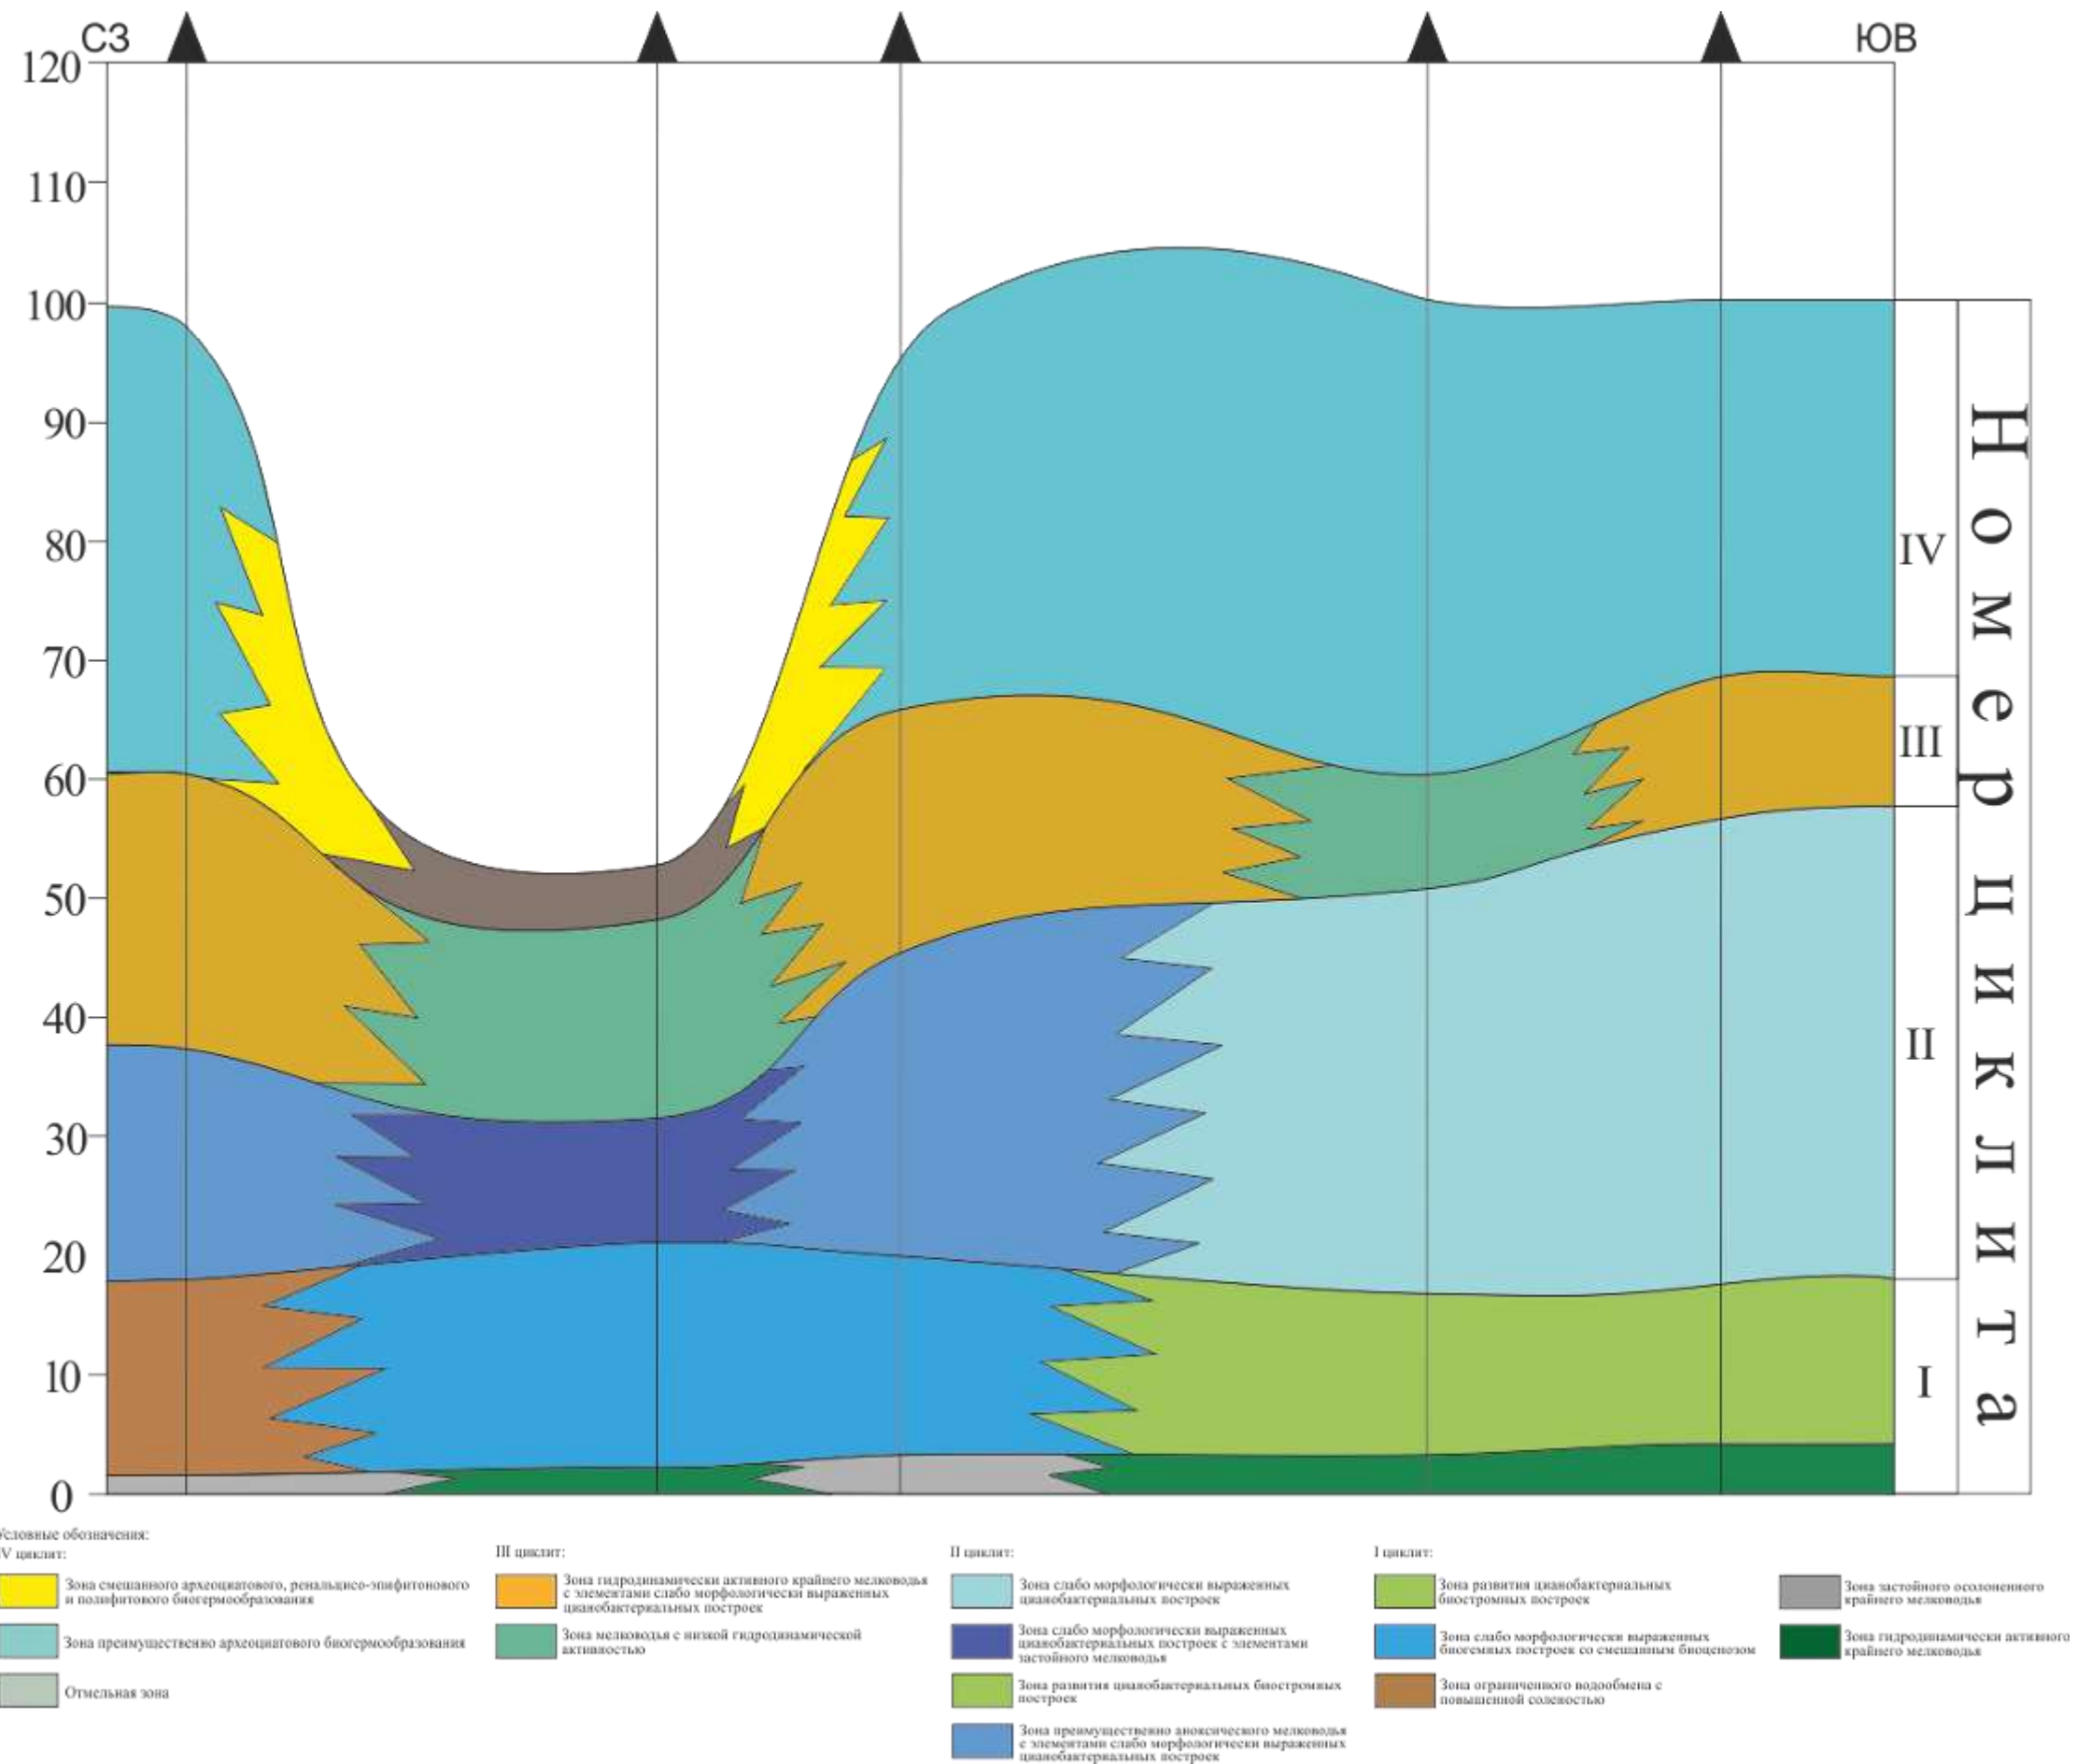 СЗ
ЮВ
120
110
100
90
80
70
60
50
40
30
20
10
0
IV
III
II
I
Номер циклита
Условные обозначения:
IV циклит:
Зона смешанного археоциатового, ренальцисо-эпифитонового
и полифитового биогермообразования
Зона преимущественно археоциатового биогермообразования
Отмельная зона
III циклит:
Зона гидродинамически активного крайнего мелководья
с элементами слабо морфологически выраженных
цианобактериальных построек
Зона мелководья с низкой гидродинамической
активностью
II циклит:
Зона слабо морфологически выраженных
цианобактериальных построек
Зона слабо морфологически выраженных
цианобактериальных построек с элементами
застойного мелководья
Зона развития цианобактериальных биостромных
построек
Зона преимущественно аноксического мелководья
с элементами слабо морфологически выраженных
цианобактериальных построек
I циклит:
Зона развития цианобактериальных
биостромных построек
Зона слабо морфологически выраженных
биогемных построек со смешанным биоценозом
Зона ограниченного водообмена с
повышенной соленостью
Зона застойного осолоненного
крайнего мелководья
Зона гидродинамически активного
крайнего мелководья